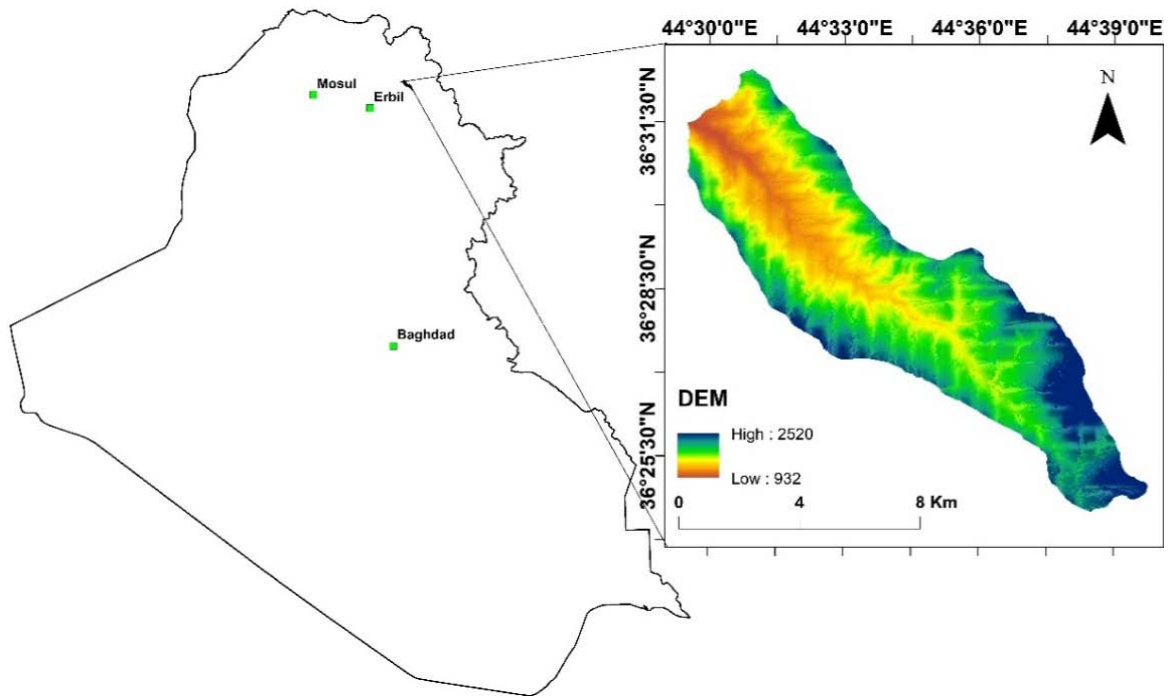 Mosul
Erbil
Baghdad
44°30'0"E 44°33'0"E 44°36'0"E 44°39'0"E
N
36°31'30"N
36°28'30"N
36°25'30"N
DEM
High : 2520
Low : 932
0 4 8 Km